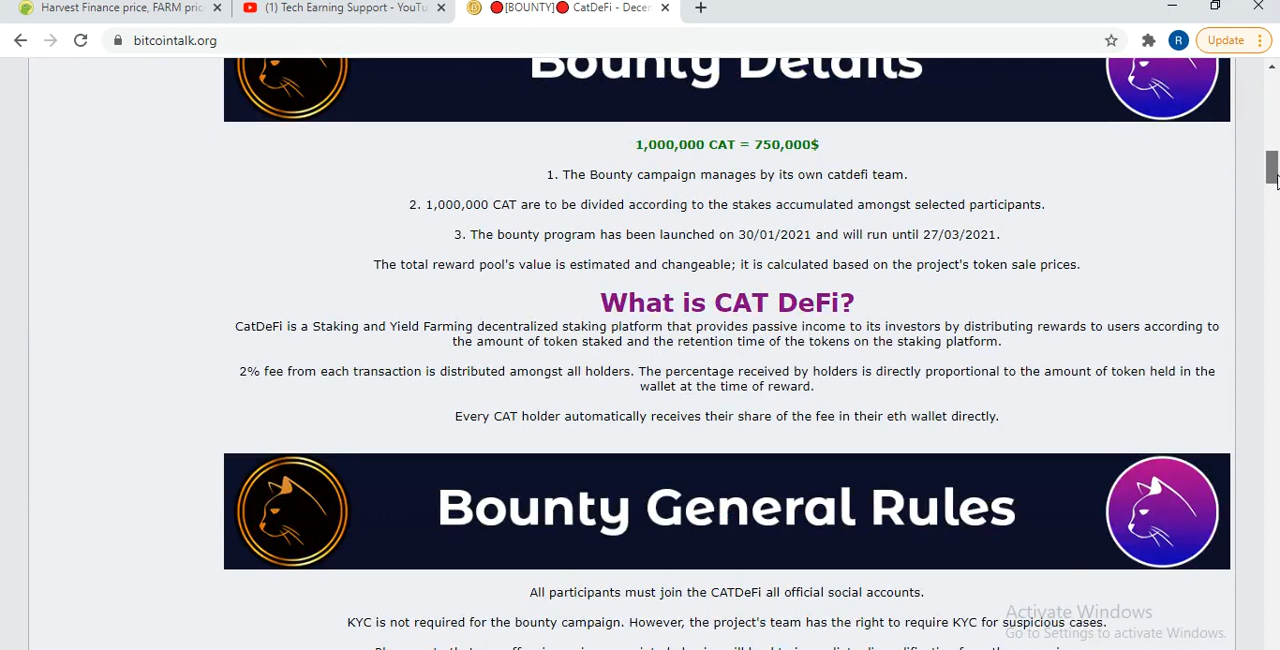 Harvest Finance price, FARM pric
(1) Tech Earning Support - YouTu
[BOUNTY] CatDeFi - Decen
bitcointalk.org
R
Update
Bounty Details
1,000,000 CAT = 750,000$
1. The Bounty campaign manages by its own catdefi team.
2. 1,000,000 CAT are to be divided according to the stakes accumulated amongst selected participants.
3. The bounty program has been launched on 30/01/2021 and will run until 27/03/2021.
The total reward pool's value is estimated and changeable; it is calculated based on the project's token sale prices.
What is CAT DeFi?
CatDeFi is a Staking and Yield Farming decentralized staking platform that provides passive income to its investors by distributing rewards to users according to
the amount of token staked and the retention time of the tokens on the staking platform.
2% fee from each transaction is distributed amongst all holders. The percentage received by holders is directly proportional to the amount of token held in the
wallet at the time of reward.
Every CAT holder automatically receives their share of the fee in their eth wallet directly.
Bounty General Rules
All participants must join the CATDeFi all official social accounts.
KYC is not required for the bounty campaign. However, the project's team has the right to require KYC for suspicious cases.
Activate Windows
Go to Settings to activate Windows.